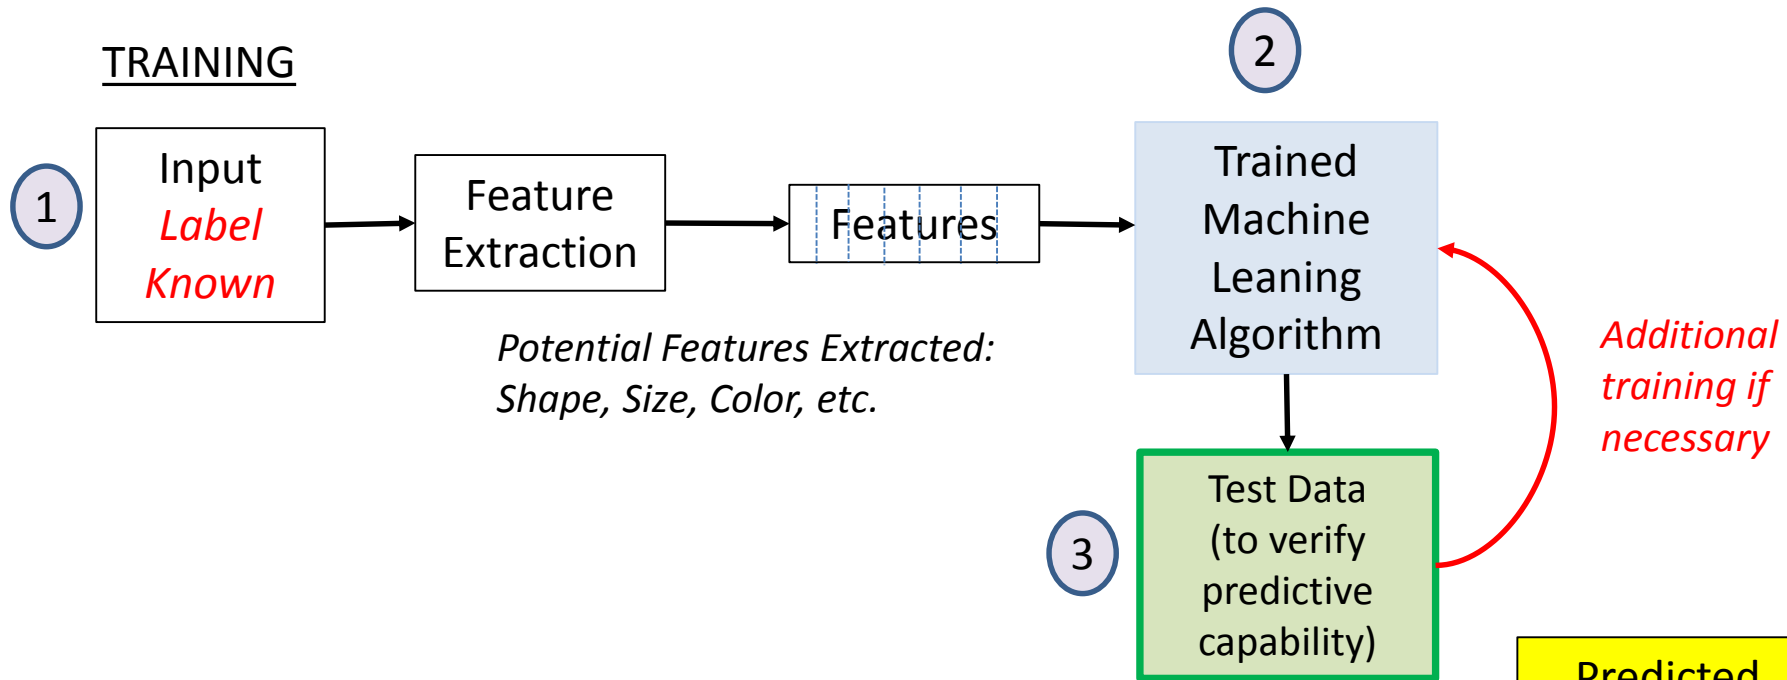 TRAINING
1
Input
Label
Known
Feature
Extraction
Features
Potential Features Extracted:
Shape, Size, Color, etc.
2
Trained
Machine
Leaning
Algorithm
Additional
training if
necessary
3
Test Data
(to verify
predictive
capability)
Predicted